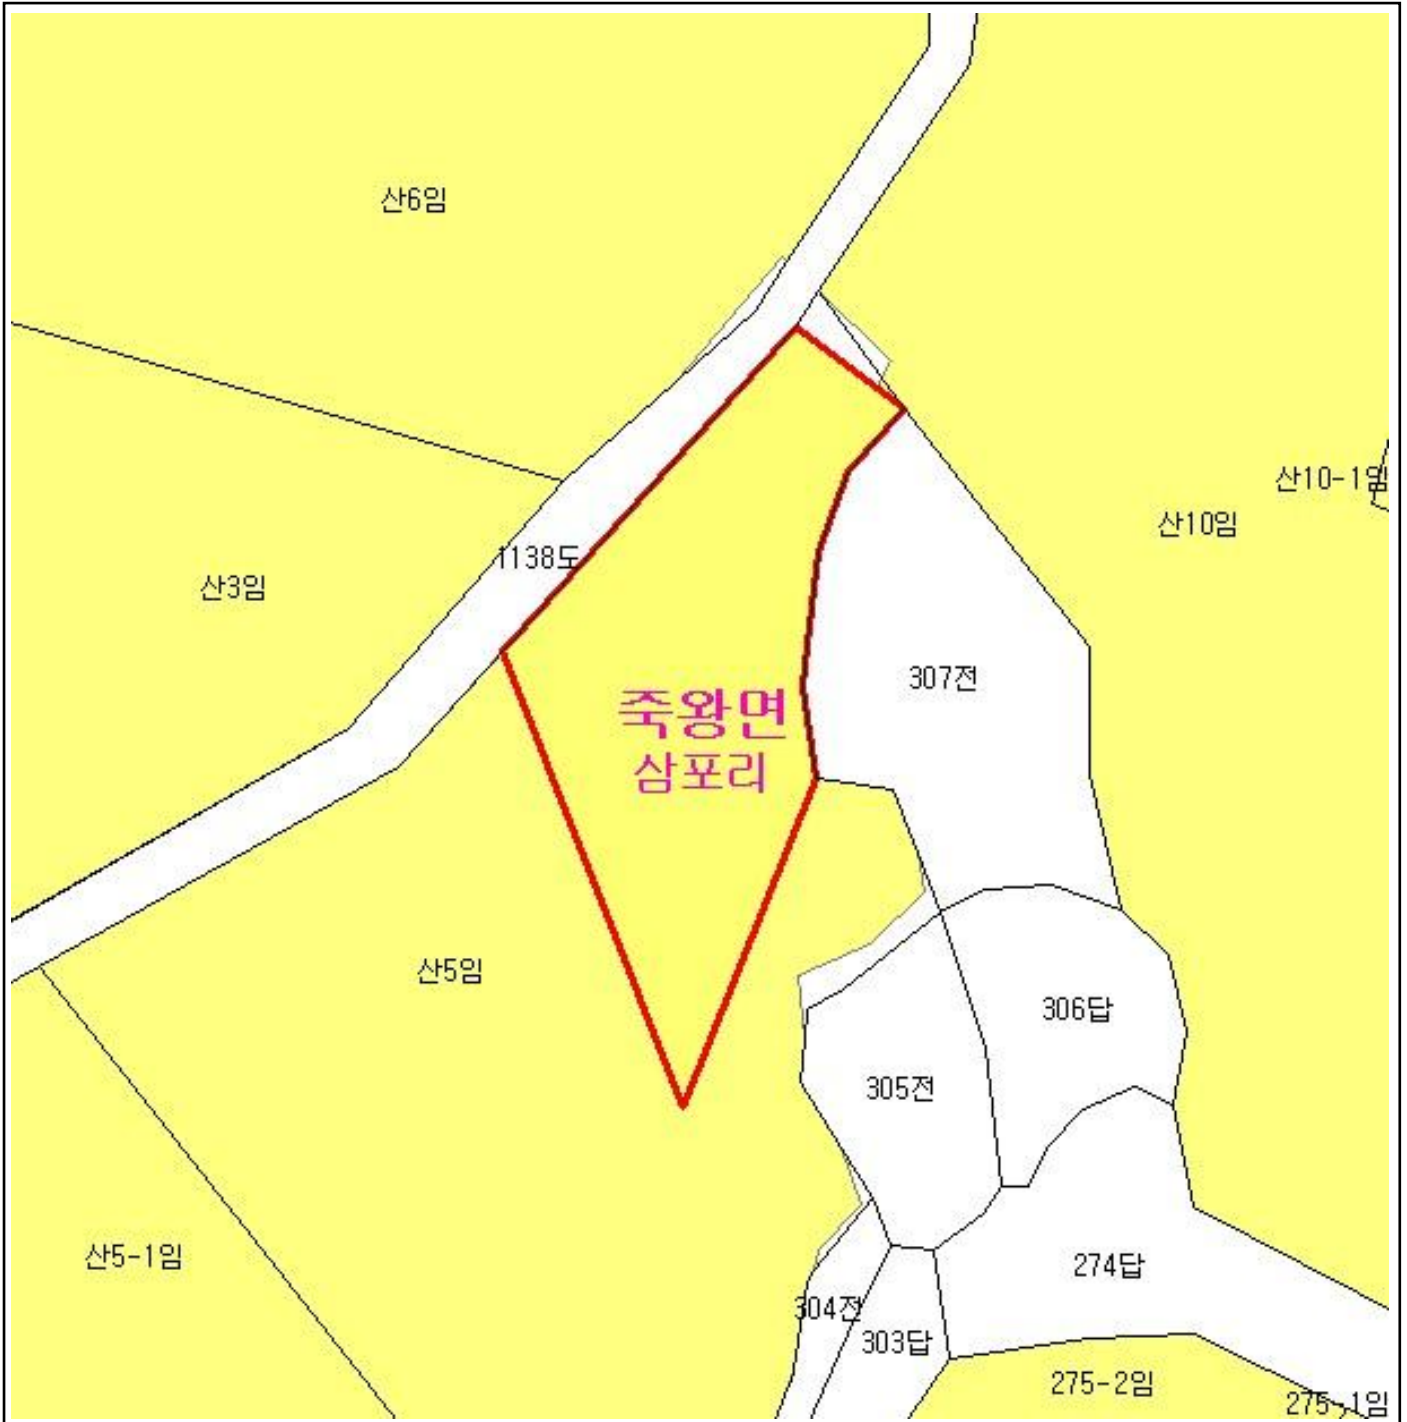 산6임
산10-1임
산10임
1138도
산3임
307전
죽왕면
삼포리
산5임
306답
305전
산5-1임
274답
304전
303답
275-2임
275-1임